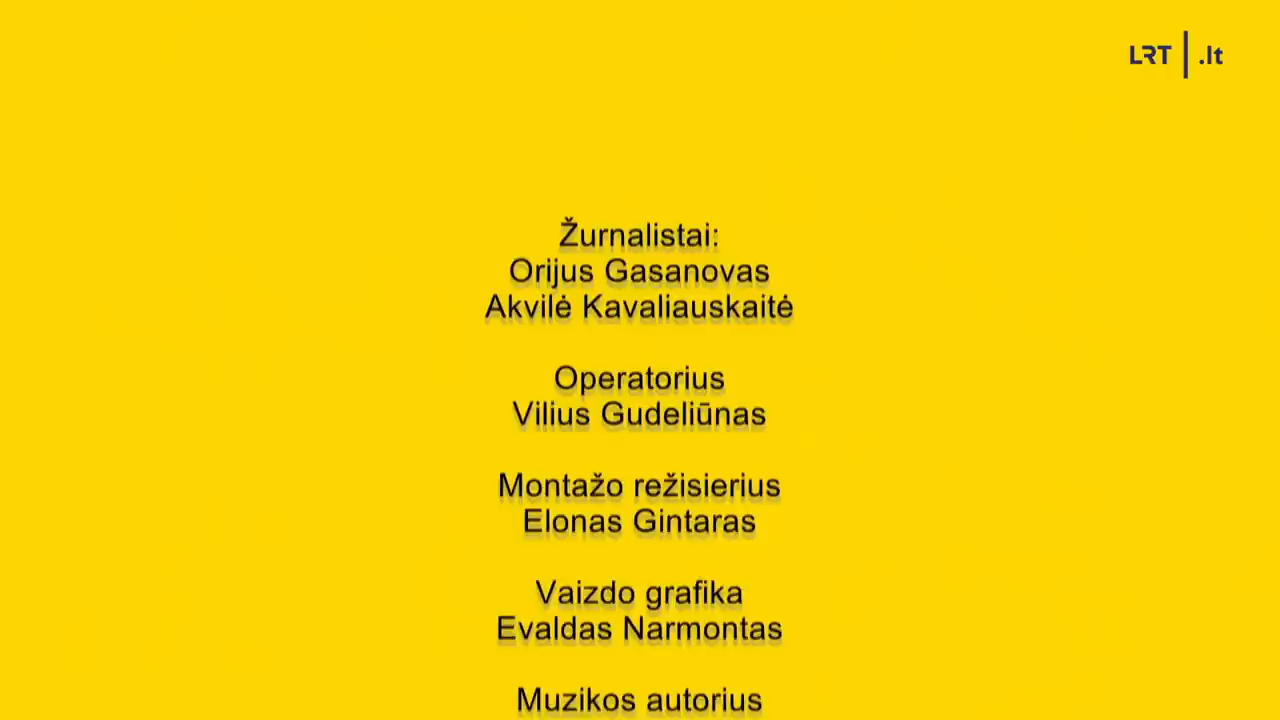 LRT | .lt
Žurnalistai:
Orijus Gasanovas
Akvilė Kavaliauskaitė
Operatorius
Vilius Gudeliūnas
Montažo režisierius
Elonas Gintaras
Vaizdo grafika
Evaldas Narmontas
Muzikos autorius